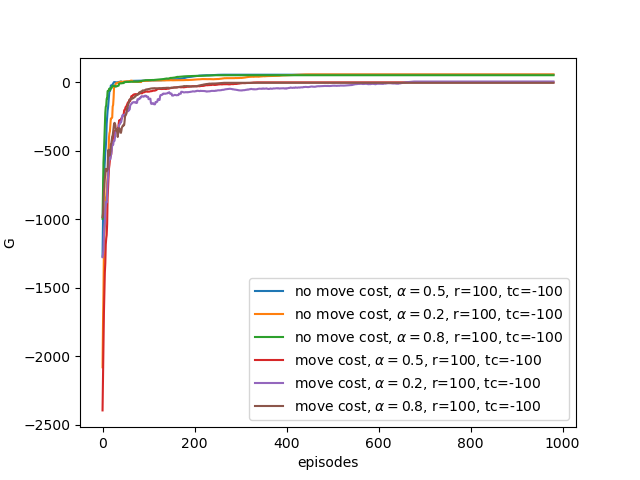 0
−500
−1000
−1500
−2000
−2500
G
0
200
400
600
800
1000
episodes
no move cost, α = 0.5, r=100, tc=-100
no move cost, α = 0.2, r=100, tc=-100
no move cost, α = 0.8, r=100, tc=-100
move cost, α = 0.5, r=100, tc=-100
move cost, α = 0.2, r=100, tc=-100
move cost, α = 0.8, r=100, tc=-100